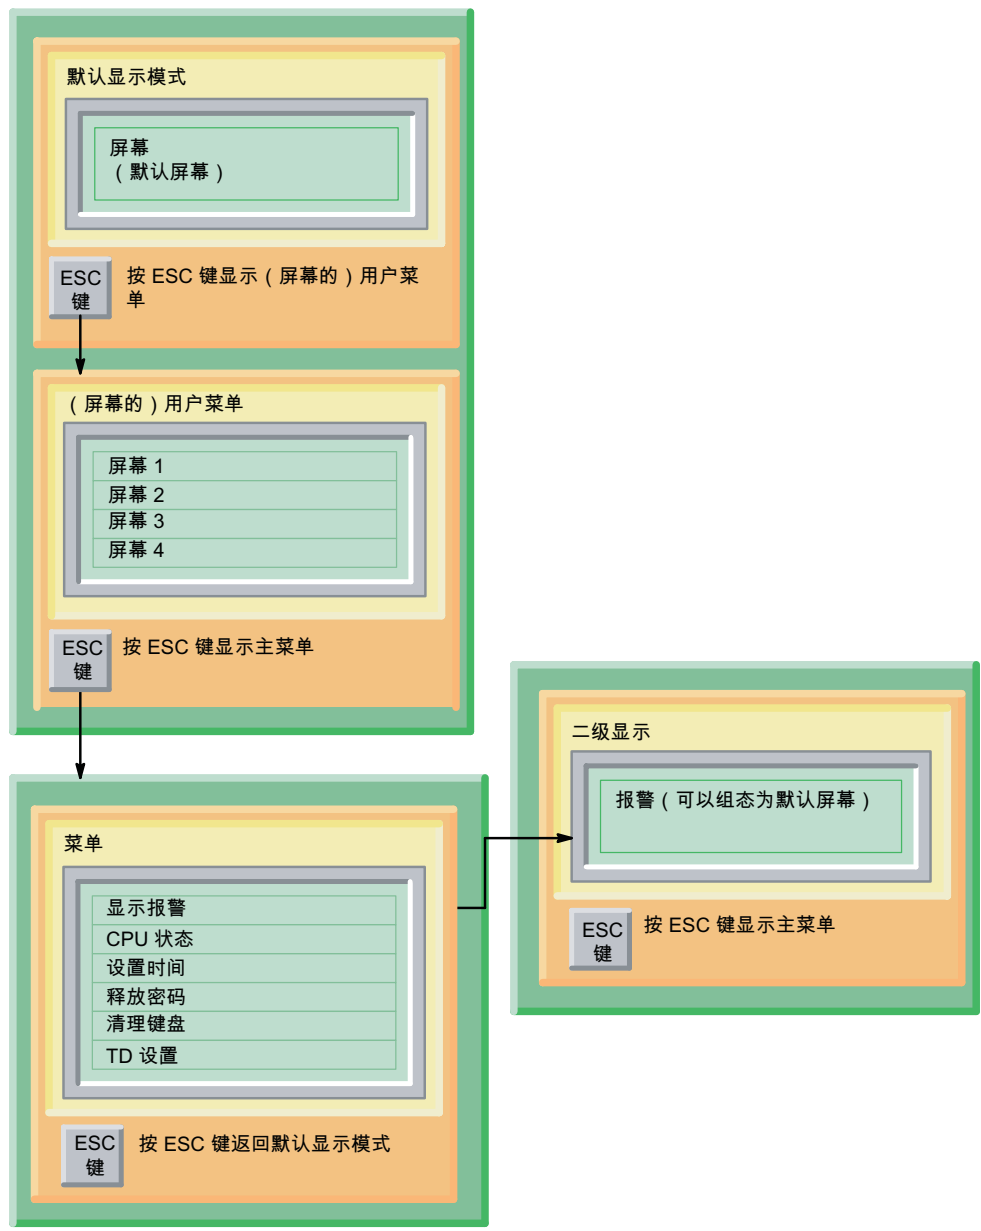 默认显示模式
屏幕
（默认屏幕）
ESC
键
按 ESC 键显示（屏幕的）用户菜
单
（屏幕的）用户菜单
屏幕 1
屏幕 2
屏幕 3
屏幕 4
ESC
键
按 ESC 键显示主菜单
二级显示
报警（可以组态为默认屏幕）
ESC
键
按 ESC 键显示主菜单
菜单
显示报警
CPU 状态
设置时间
释放密码
清理键盘
TD 设置
ESC
键
按 ESC 键返回默认显示模式